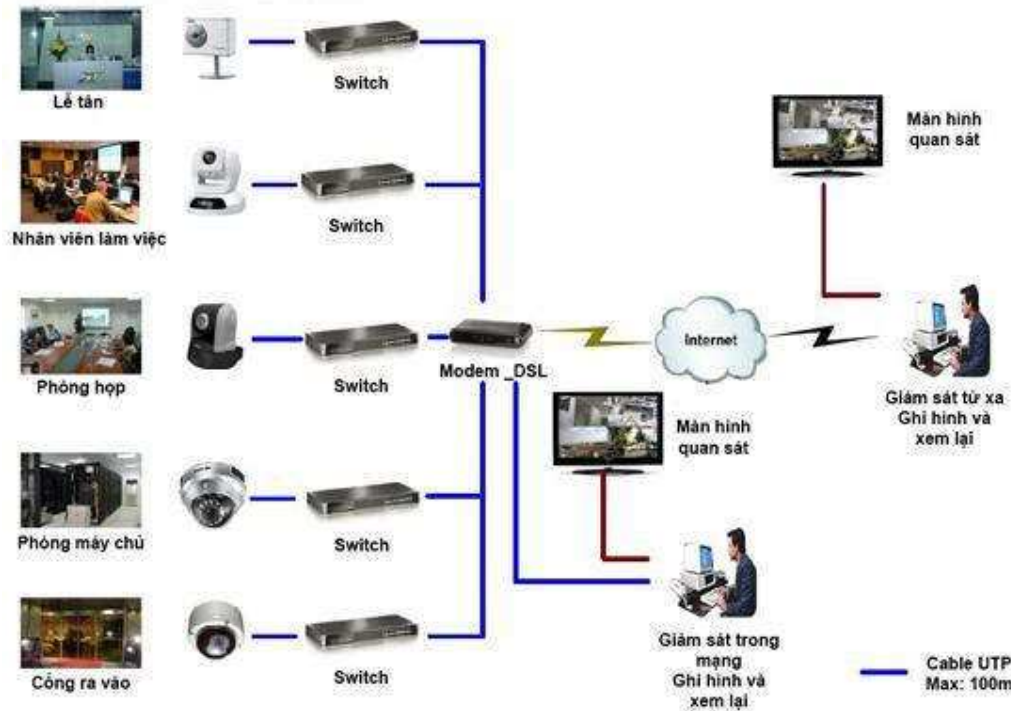 Switch
Lễ tân
Switch
Nhân viên làm việc
Switch
Phòng họp
Modem _DSL
Internet
Màn hình
quan sát
Giám sát từ xa
Ghi hình và
xem lại
Màn hình
quan sát
Switch
Phòng máy chủ
Switch
Cổng ra vào
Giám sát trong
mạng
Ghi hình và
xem lại
Cable UTP
Max: 100m